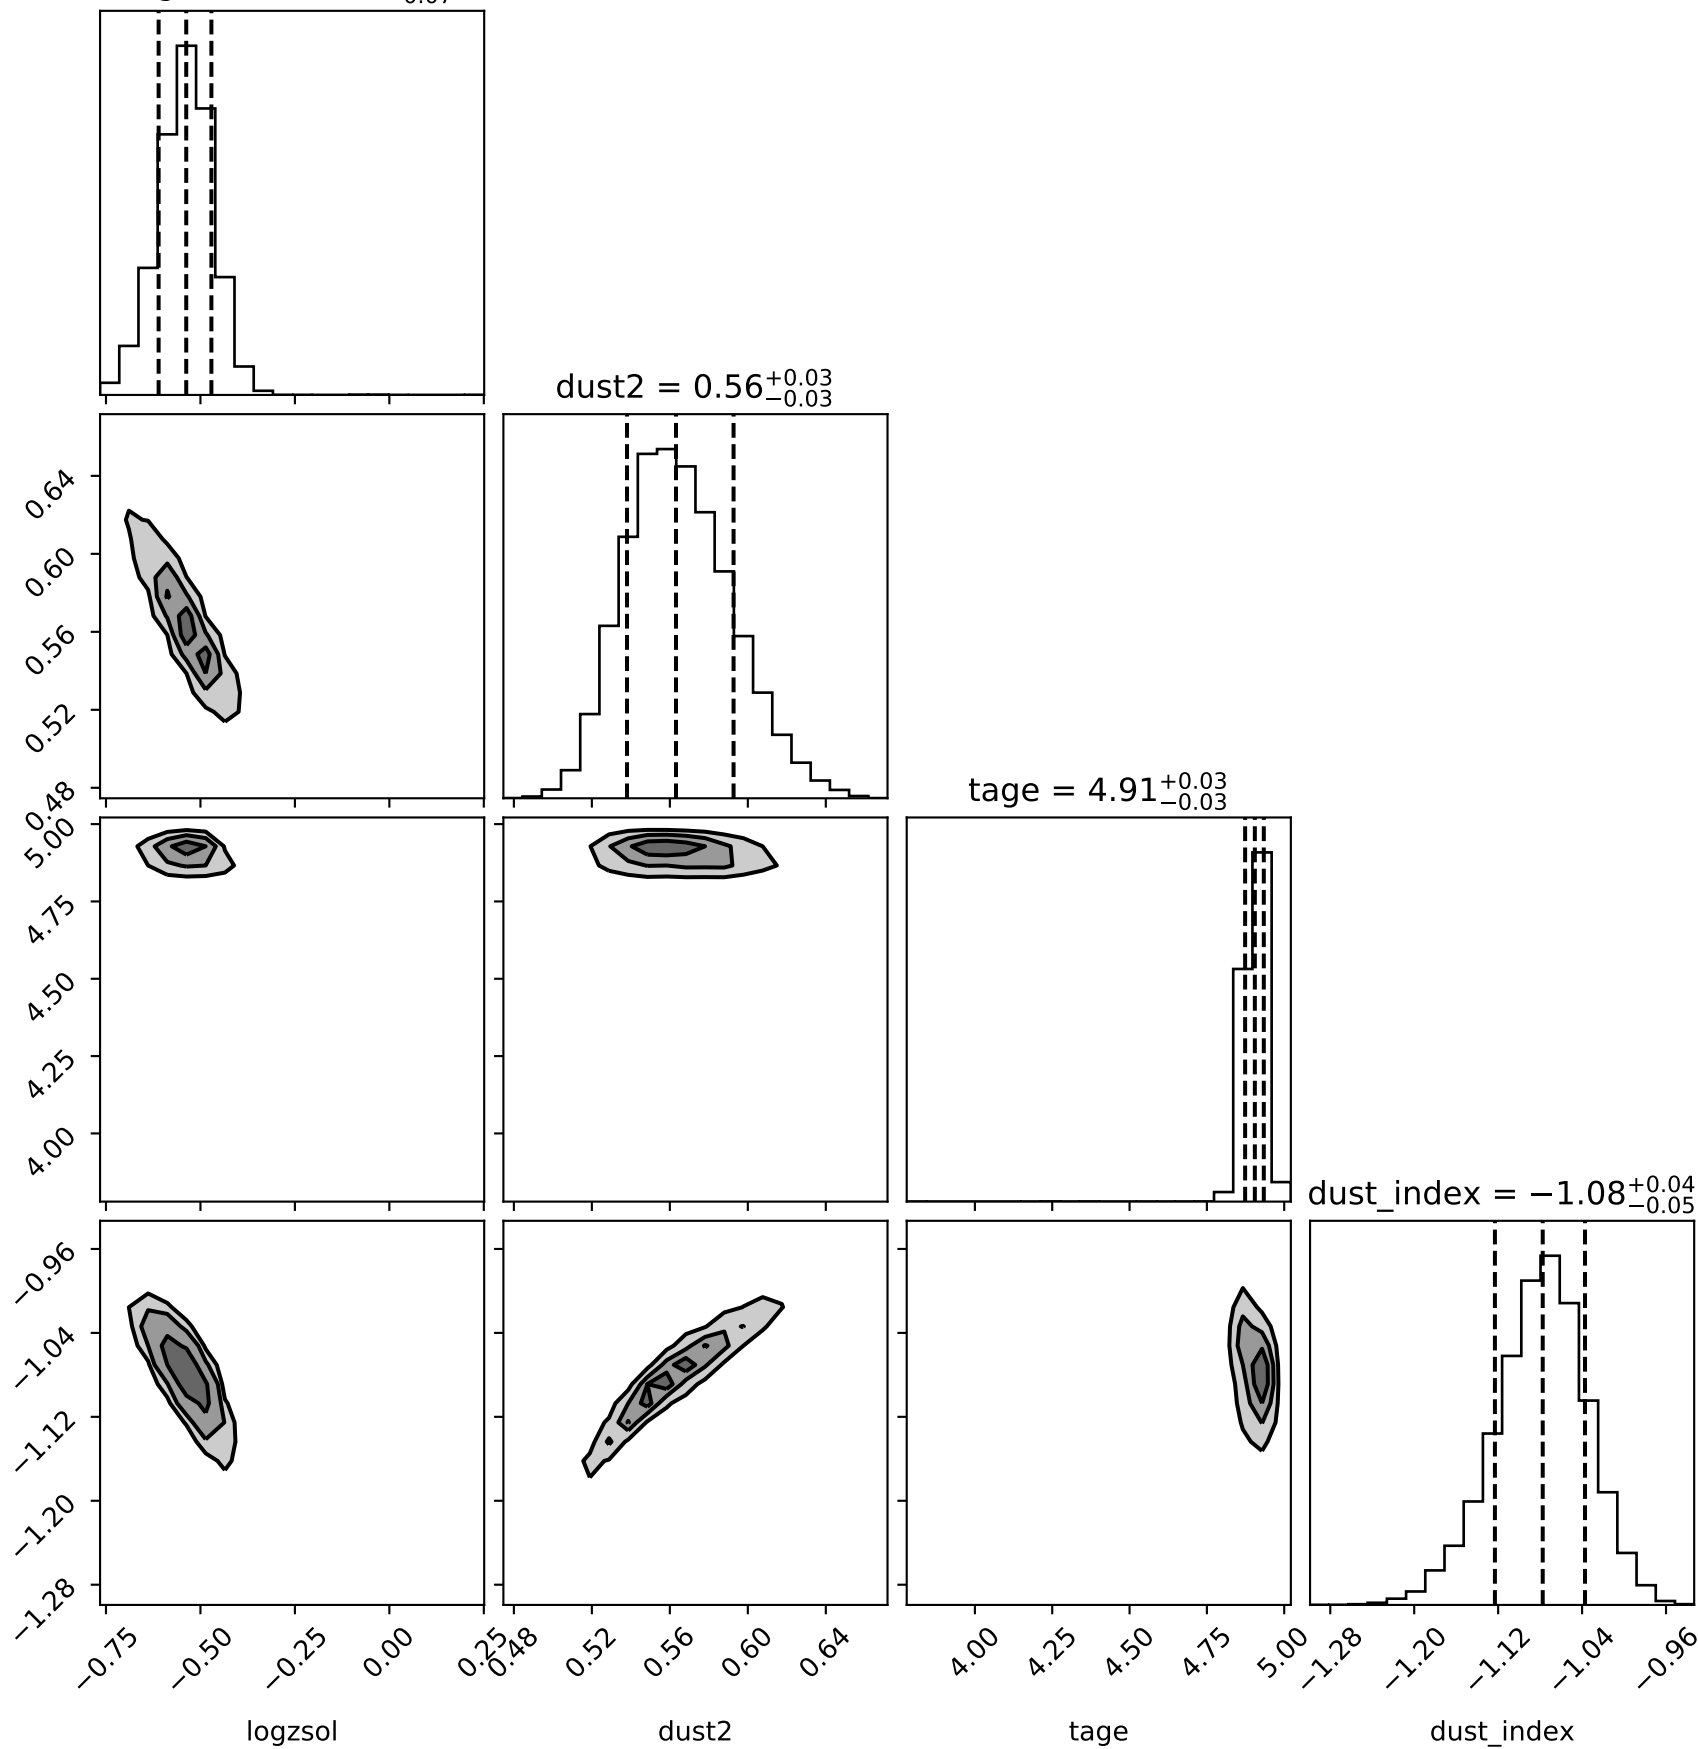 dust2 = 0.56+0.03−0.03
0.64
0.60
0.56
0.52
0.48
tage = 4.91+0.03−0.03
5.00
4.75
4.50
4.25
4.00
dust_index = −1.08+0.04−0.05
−0.96
−1.04
−1.12
−1.20
−1.28
−0.75 −0.50 −0.25 0.00 0.25
0.48 0.52 0.56 0.60 0.64
4.00 4.25 4.50 4.75 5.00
−1.28 −1.20 −1.12 −1.04 −0.96
logzsol dust2 tage dust_index